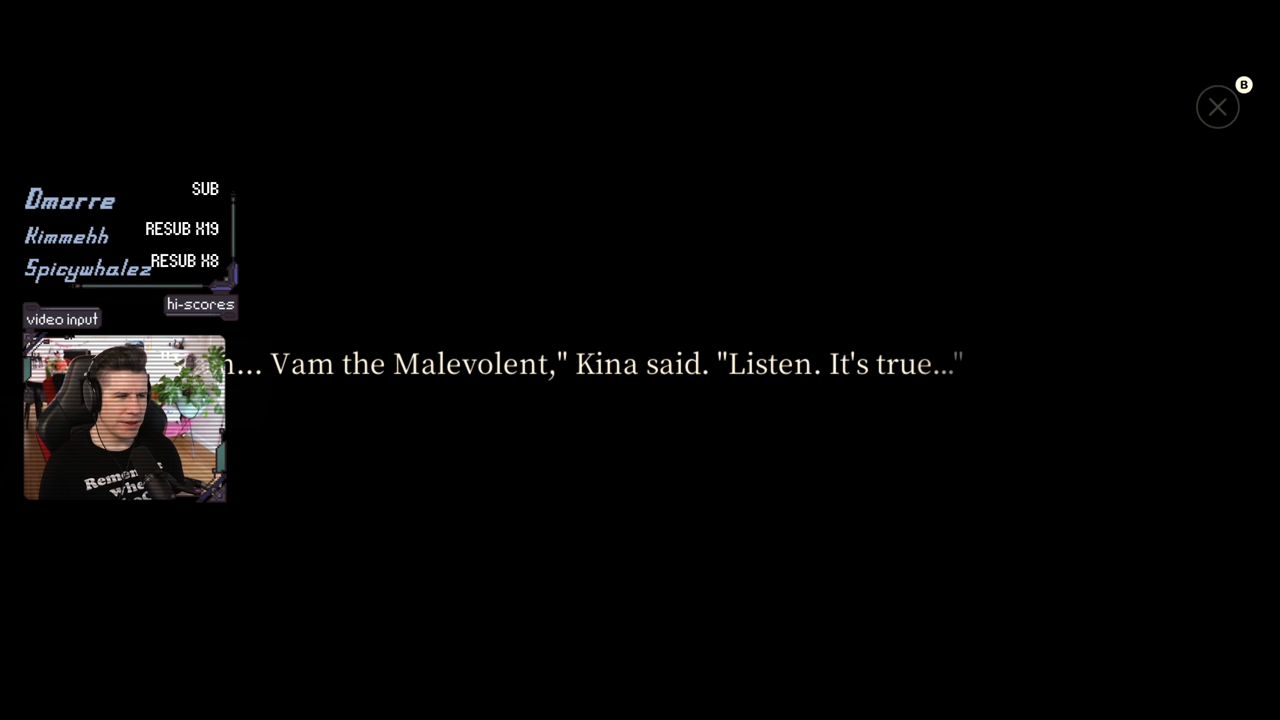 B
SUB
Dmorre
RESUB X19
Kimmehh
RESUB X8
Spicywhalez
hi-scores
video input
... Vam the Malevolent," Kina said. "Listen. It's true..."